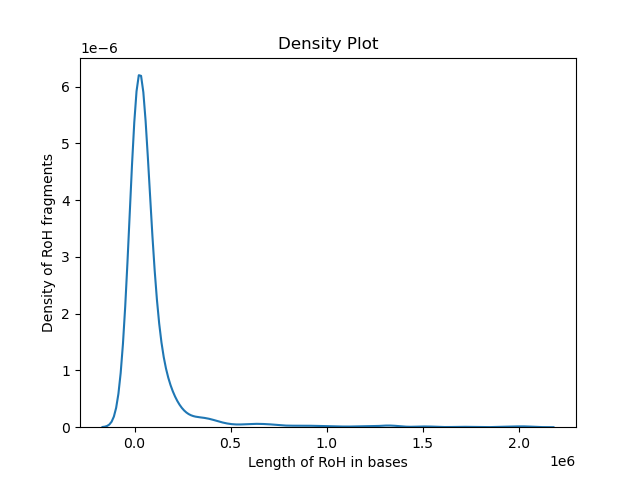 Density Plot
1e−6
6
5
4
3
2
1
0
Density of RoH fragments
0.0 0.5 1.0 1.5 2.0
1e6
Length of RoH in bases